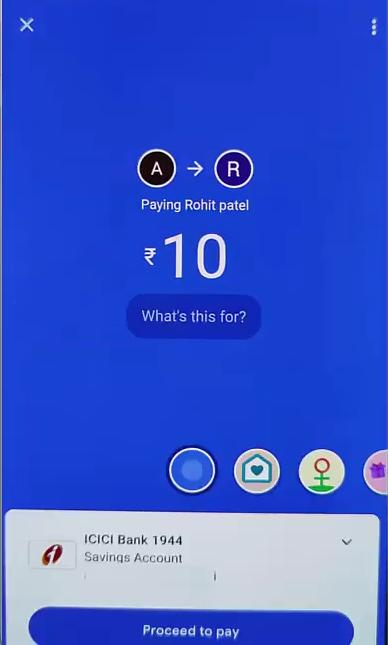 A → R
Paying Rohit patel
₹10
What's this for?
ICICI Bank 1944
Savings Account
Proceed to pay